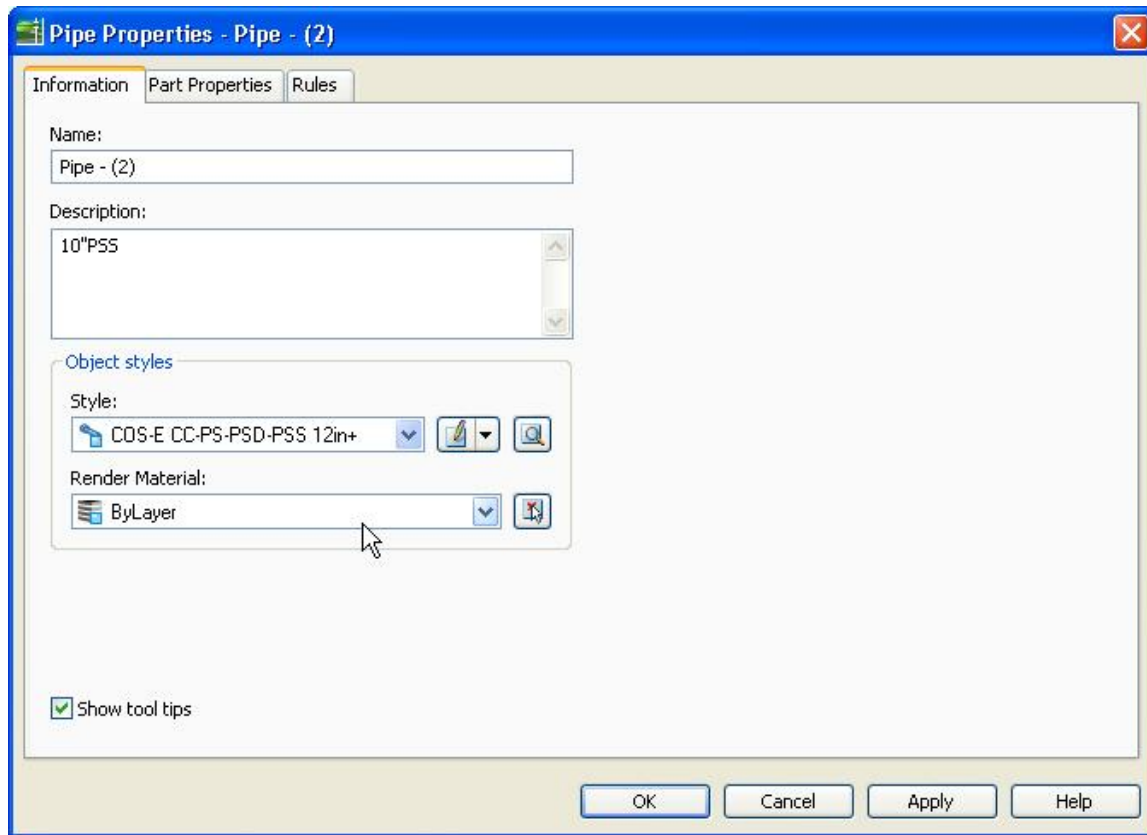 Pipe Properties - Pipe - (2)
Information Part Properties Rules
Name:
Pipe - (2)
Description:
10"PSS
Object styles
Style:
COS-E CC-PS-PSD-PSS 12in+
Render Material:
ByLayer
Show tool tips
OK Cancel Apply Help